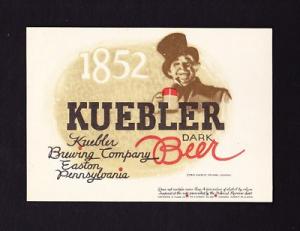 1852
KUEBLER
DARK
Beer
Kuebler
Brewing Company
Easton
Pennsylvania